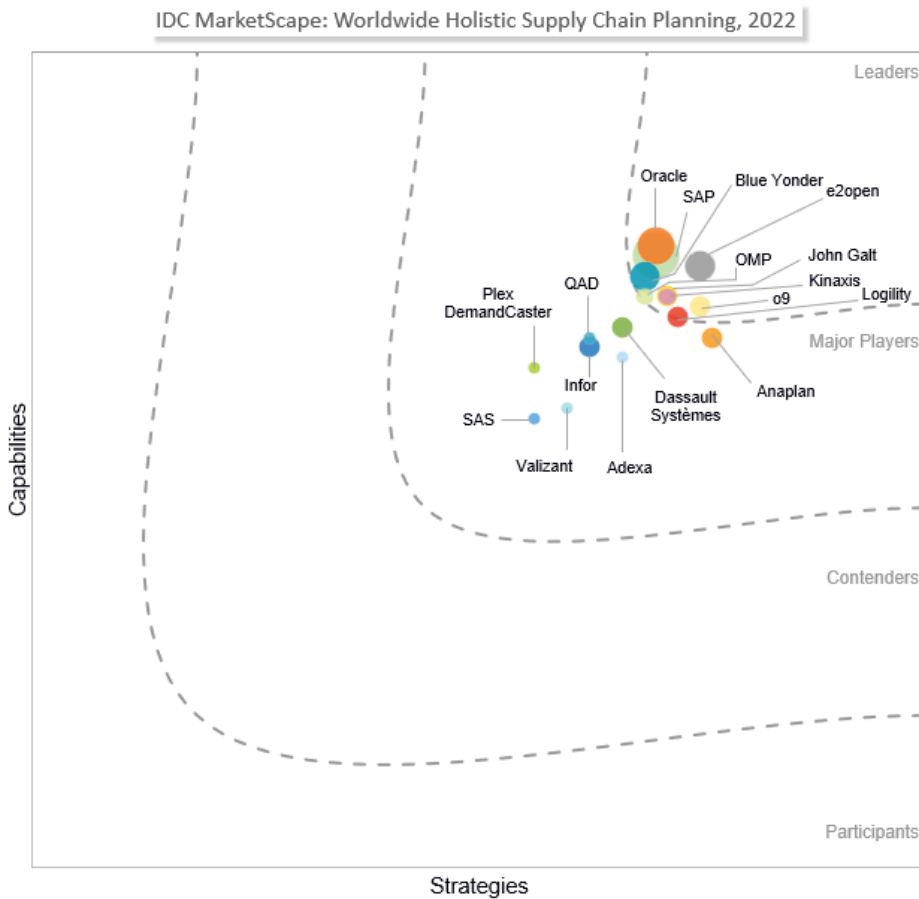 IDC MarketScape: Worldwide Holistic Supply Chain Planning, 2022
Leaders
Oracle
SAP
Blue Yonder
e2open
OMP
John Galt
Kinaxis
o9
Logility
QAD
Plex
DemandCaster
Major Players
Infor
Anaplan
Dassault
Systèmes
SAS
Valizant
Adexa
Capabilities
Contenders
Participants
Strategies